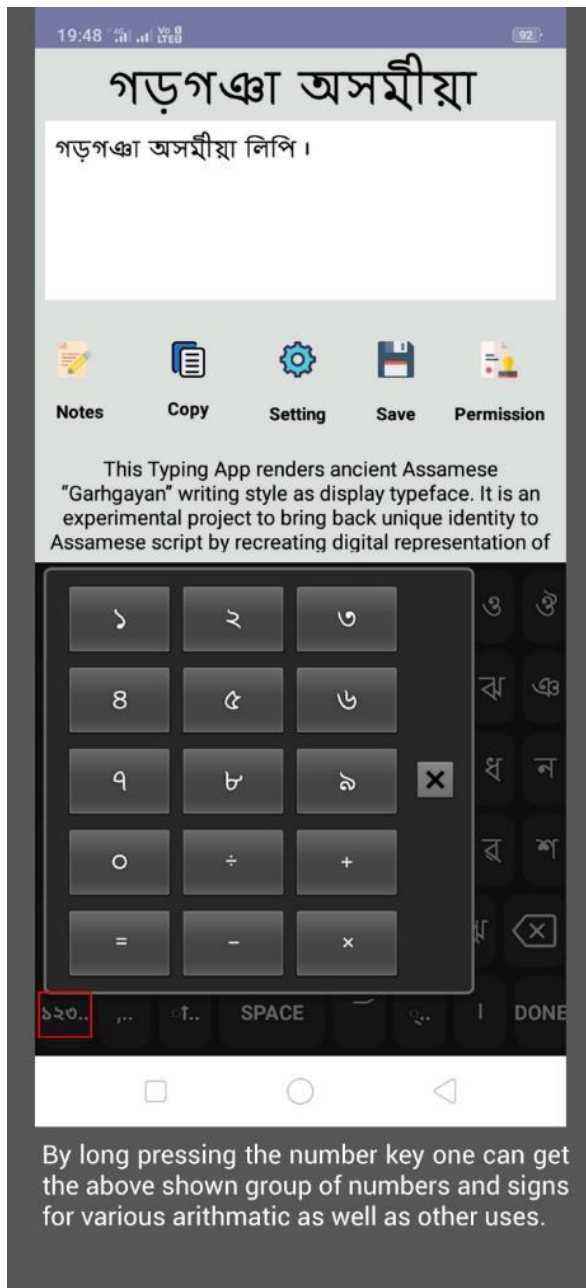 19:48 4G Vo LTE 92
গড়গঞা অসমীয়া
গড়গঞা অসমীয়া লিপি।
Notes Copy Setting Save Permission
This Typing App renders ancient Assamese
“Garhgayan” writing style as display typeface. It is an
experimental project to bring back unique identity to
Assamese script by recreating digital representation of
১ ২ ৩ ও ঔ
৪ ৫ ৬ ঝ ঞ
৭ ৮ ৯ × ধ ন
০ ÷ + ৱ শ
= − ×
১২৩.. ,.. া.. SPACE ৃ.. । DONE
By long pressing the number key one can get
the above shown group of numbers and signs
for various arithmatic as well as other uses.